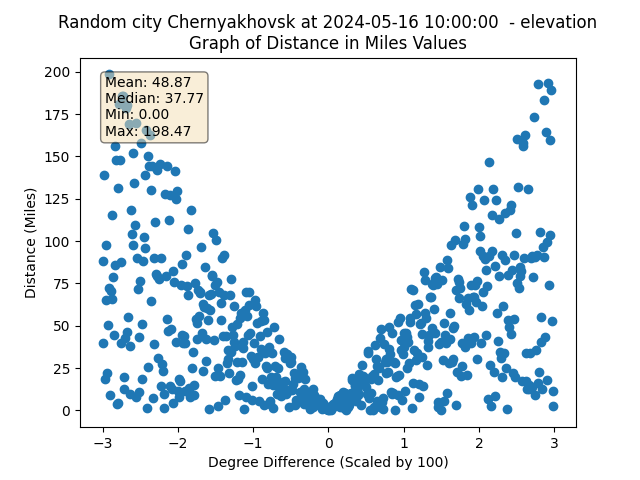 Random city Chernyakhovsk at 2024-05-16 10:00:00  - elevation
Graph of Distance in Miles Values
200
175
150
125
100
75
50
25
0
Mean: 48.87
Median: 37.77
Min: 0.00
Max: 198.47
Distance (Miles)
−3
−2
−1
0
1
2
3
Degree Difference (Scaled by 100)